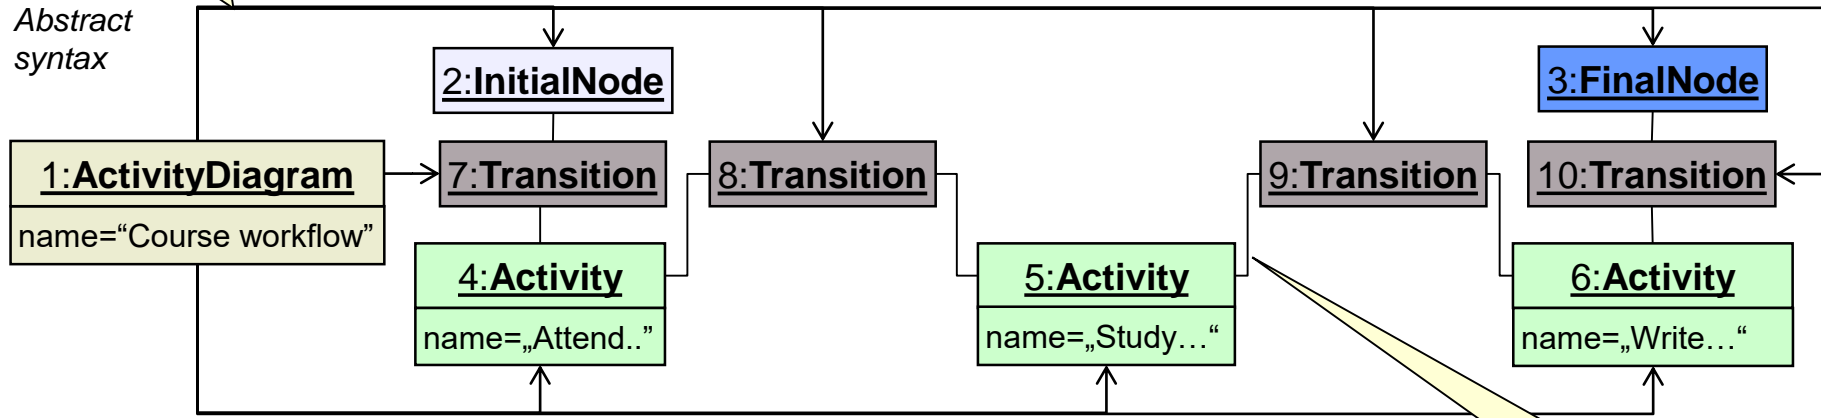 Abstract
syntax
2:InitialNode
3:FinalNode
1:ActivityDiagram
name=“Course workflow”
7:Transition
8:Transition
9:Transition
10:Transition
4:Activity
name=„Attend..”
5:Activity
name=„Study…“
6:Activity
name=„Write…“